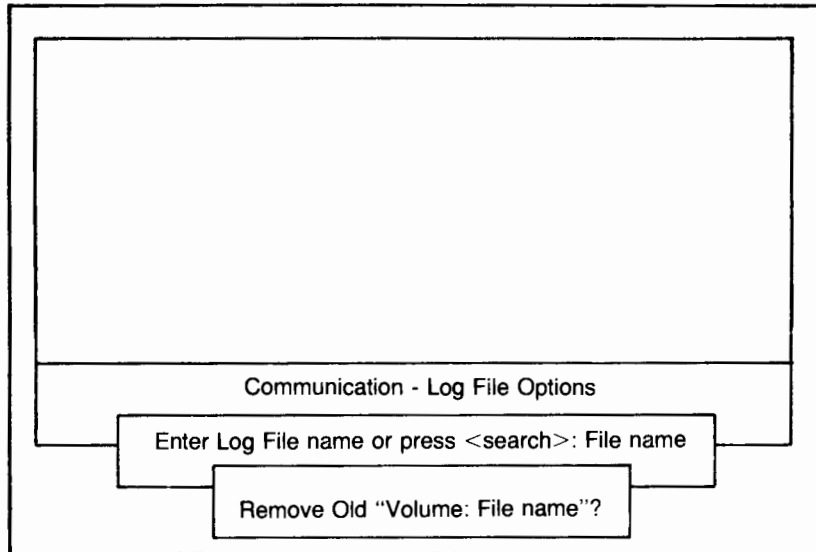 Communication - Log File Options
Enter Log File name or press <search>: File name
Remove Old “Volume: File name”?